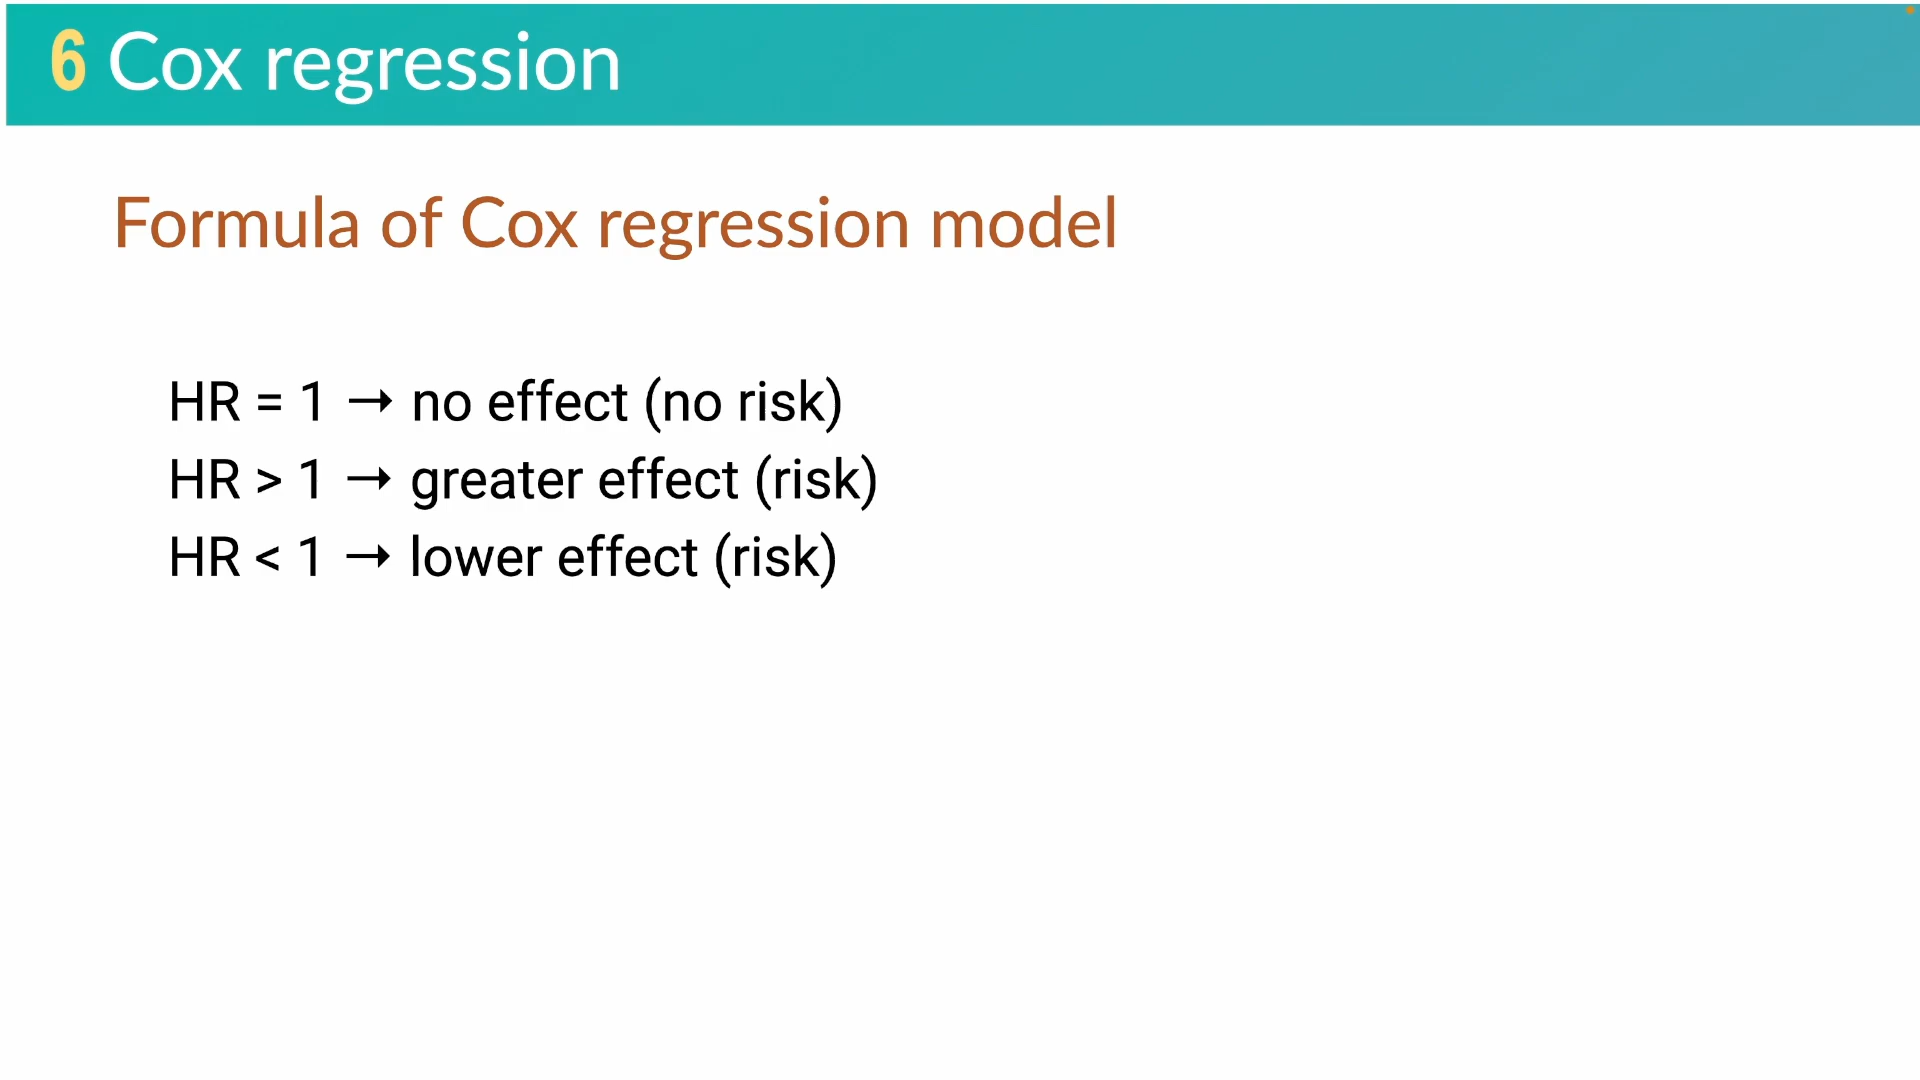 6 Cox regression
Formula of Cox regression model
HR = 1 → no effect (no risk)
HR > 1 → greater effect (risk)
HR < 1 → lower effect (risk)